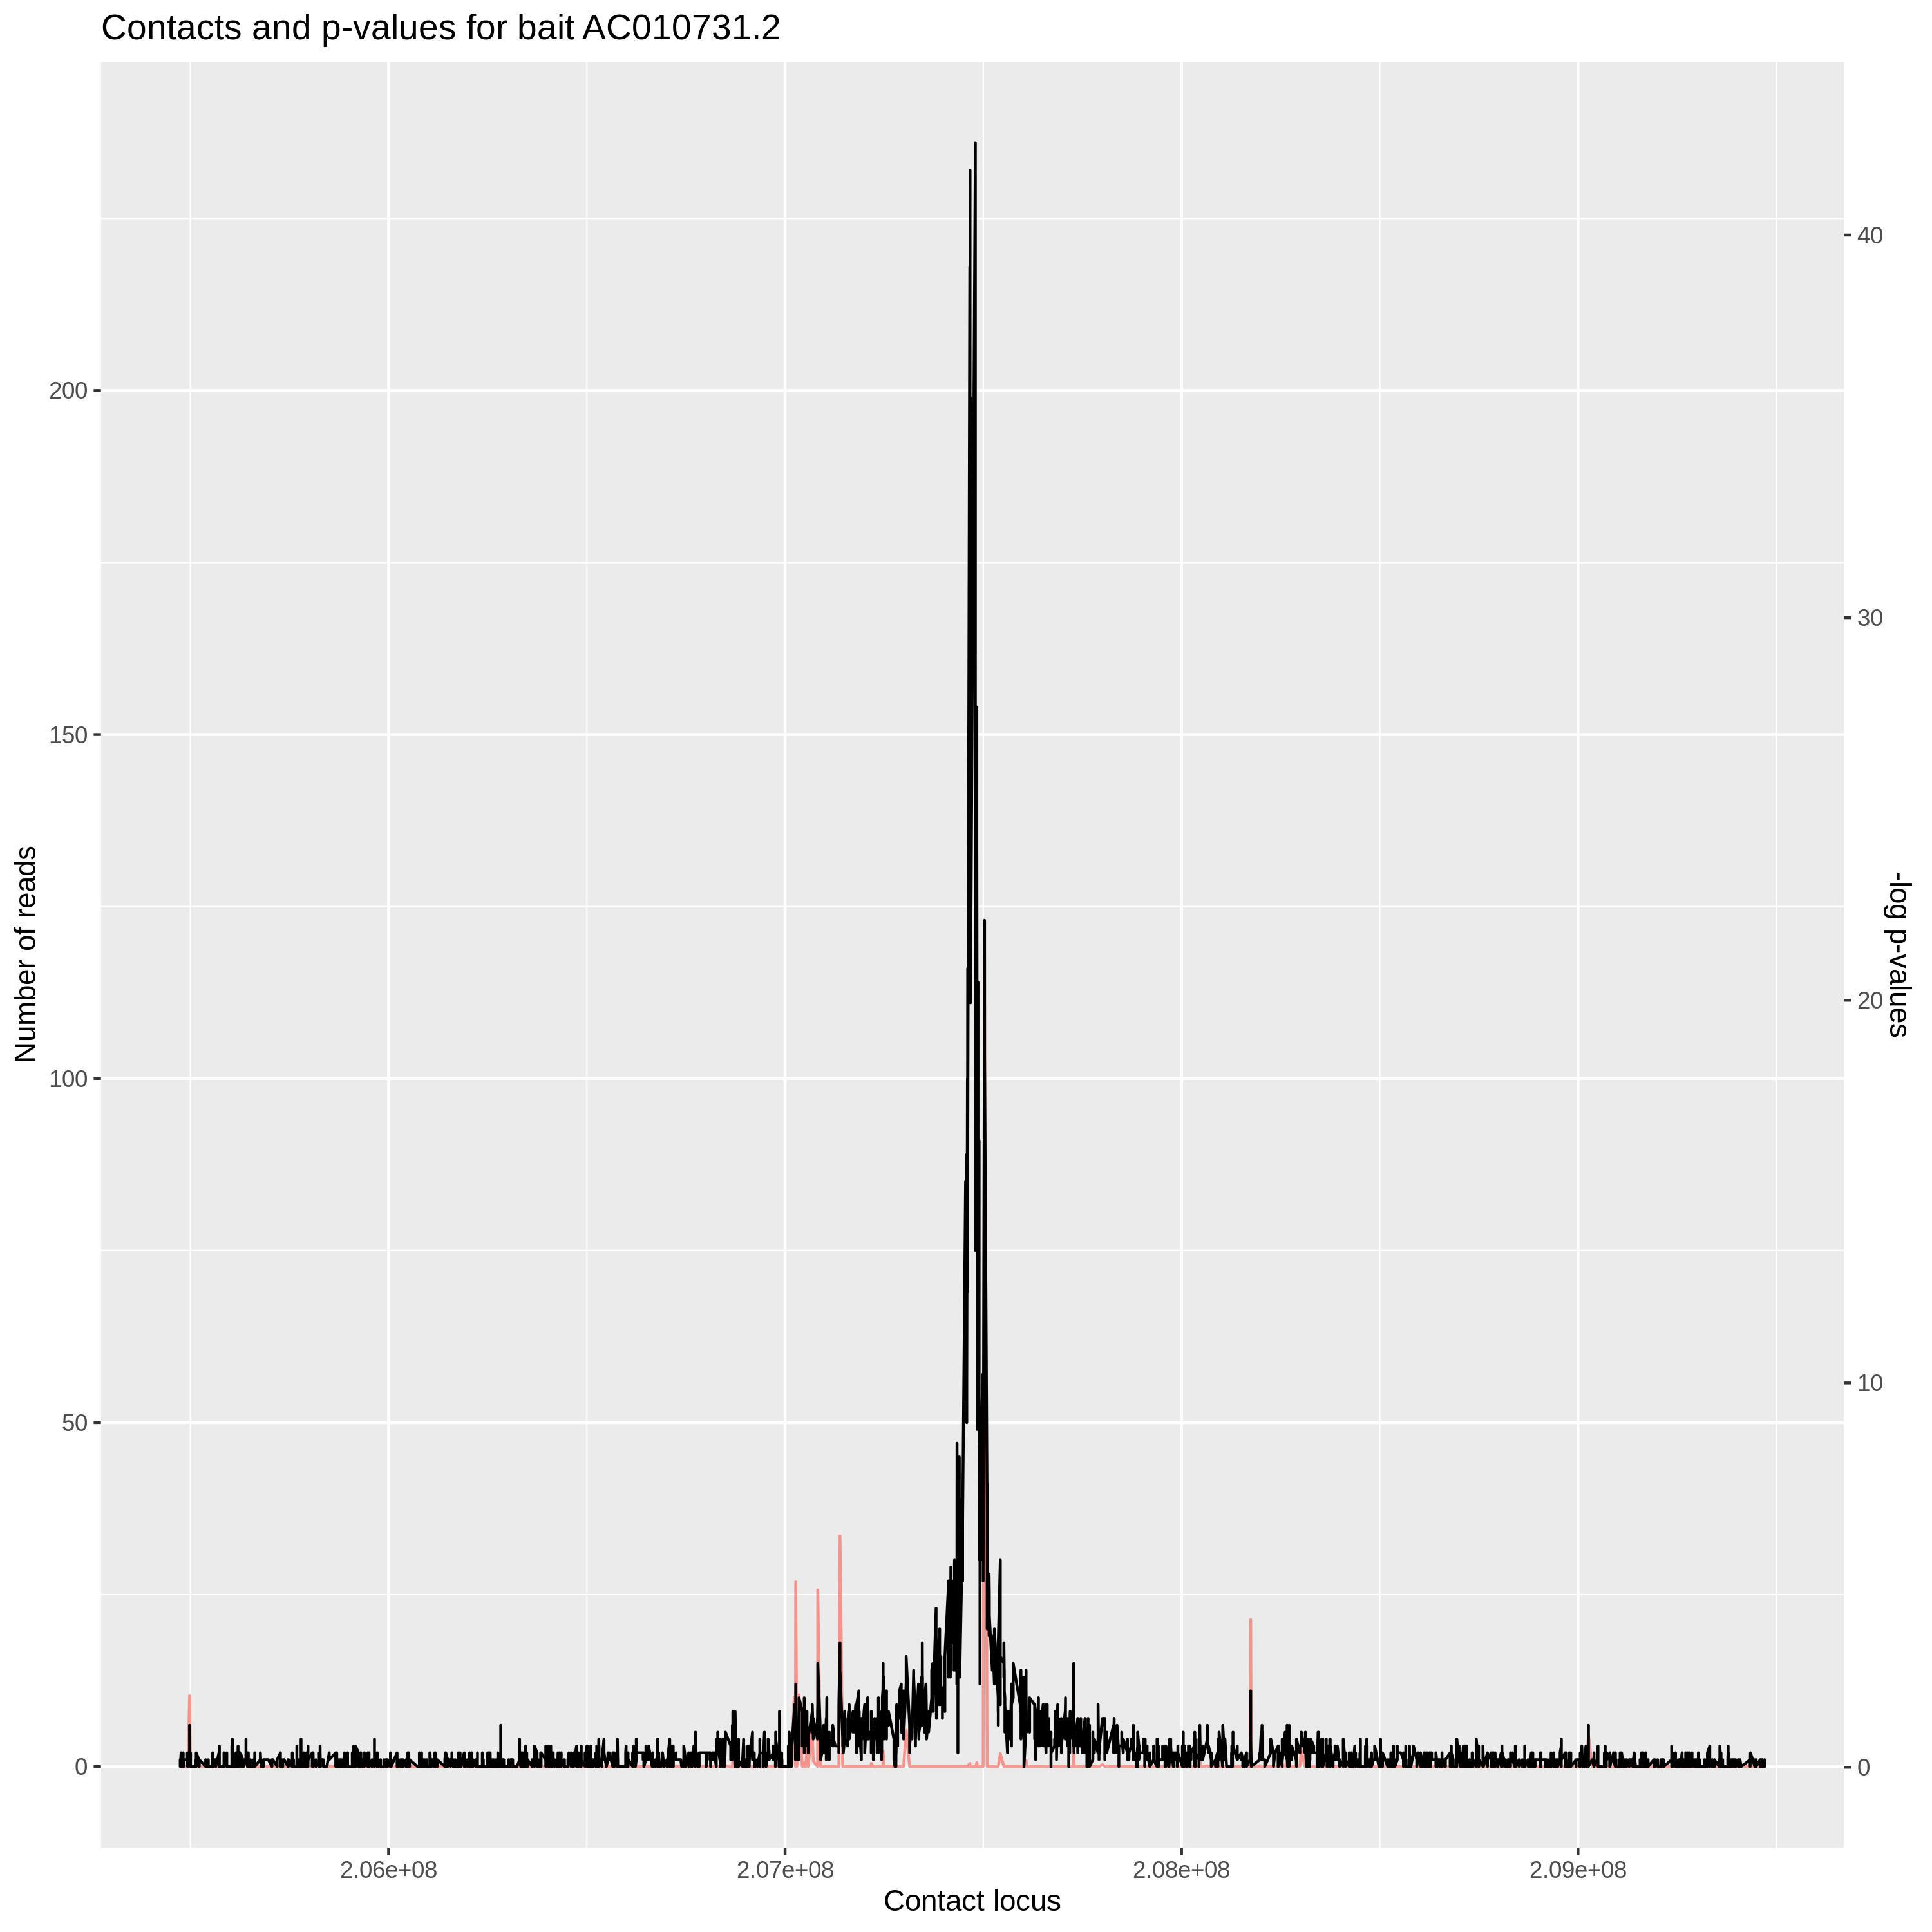 Contacts and p-values for bait AC010731.2
200
150
100
50
0
Number of reads
40
30
20
10
0
-log p-values
2.06e+08
2.07e+08
2.08e+08
2.09e+08
Contact locus